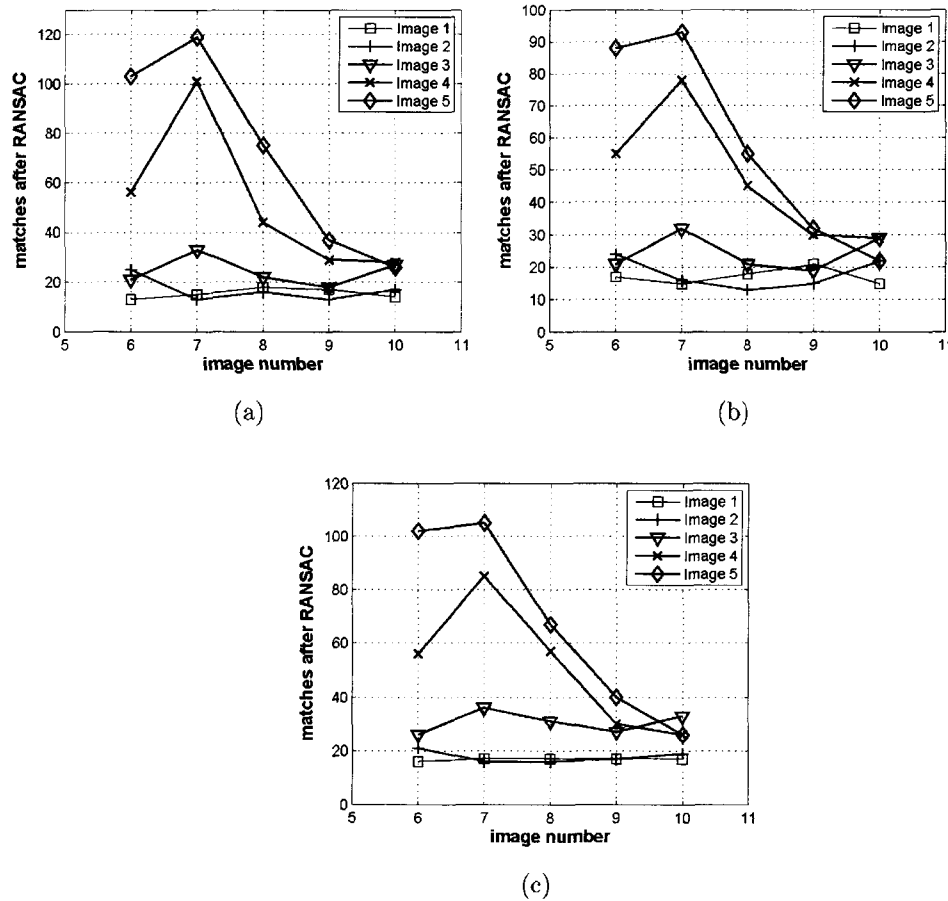 120
100
80
60
40
20
0
matches after RANSAC
5 6 7 8 9 10 11
image number
Image 1
Image 2
Image 3
Image 4
Image 5
(a)
100
90
80
70
60
50
40
30
20
10
0
matches after RANSAC
5 6 7 8 9 10 11
image number
Image 1
Image 2
Image 3
Image 4
Image 5
(b)
120
100
80
60
40
20
0
matches after RANSAC
5 6 7 8 9 10 11
image number
Image 1
Image 2
Image 3
Image 4
Image 5
(c)